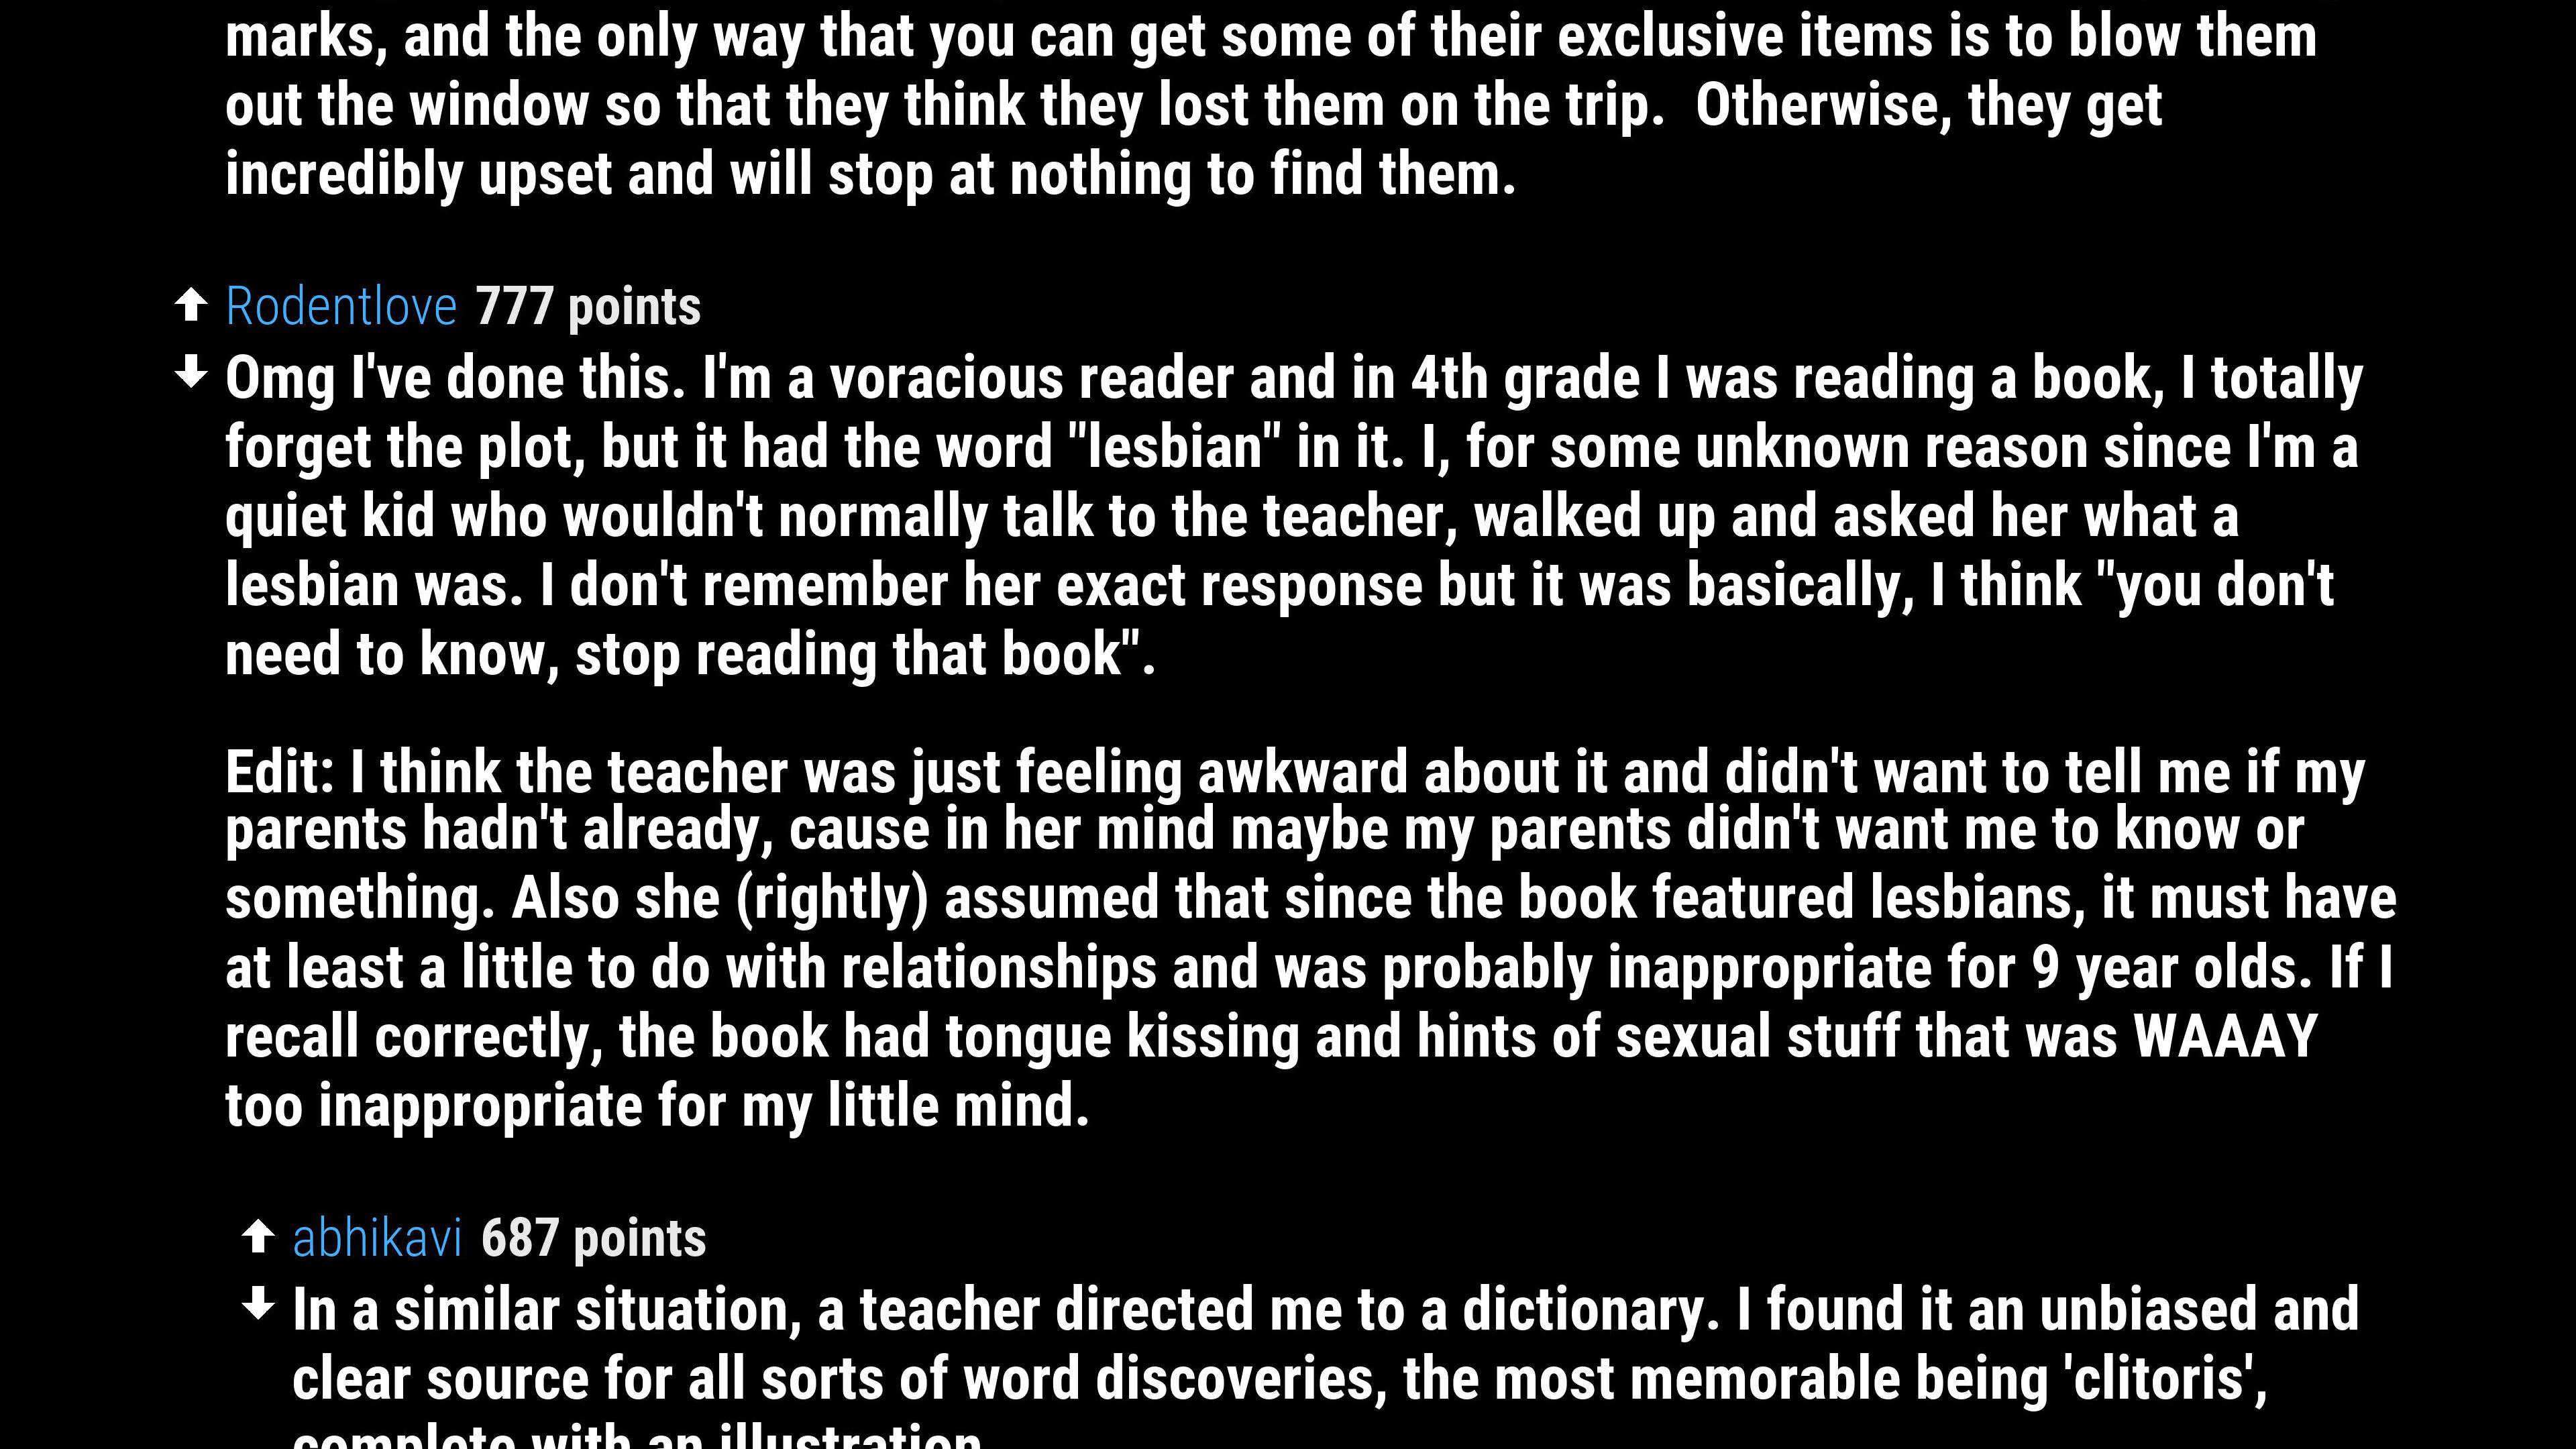 marks, and the only way that you can get some of their exclusive items is to blow them
out the window so that they think they lost them on the trip.  Otherwise, they get
incredibly upset and will stop at nothing to find them.
Rodentlove 777 points
Omg I've done this. I'm a voracious reader and in 4th grade I was reading a book, I totally
forget the plot, but it had the word "lesbian" in it. I, for some unknown reason since I'm a
quiet kid who wouldn't normally talk to the teacher, walked up and asked her what a
lesbian was. I don't remember her exact response but it was basically, I think "you don't
need to know, stop reading that book".
Edit: I think the teacher was just feeling awkward about it and didn't want to tell me if my
parents hadn't already, cause in her mind maybe my parents didn't want me to know or
something. Also she (rightly) assumed that since the book featured lesbians, it must have
at least a little to do with relationships and was probably inappropriate for 9 year olds. If I
recall correctly, the book had tongue kissing and hints of sexual stuff that was WAAAY
too inappropriate for my little mind.
abhikavi 687 points
In a similar situation, a teacher directed me to a dictionary. I found it an unbiased and
clear source for all sorts of word discoveries, the most memorable being 'clitoris',
complete with an illustration